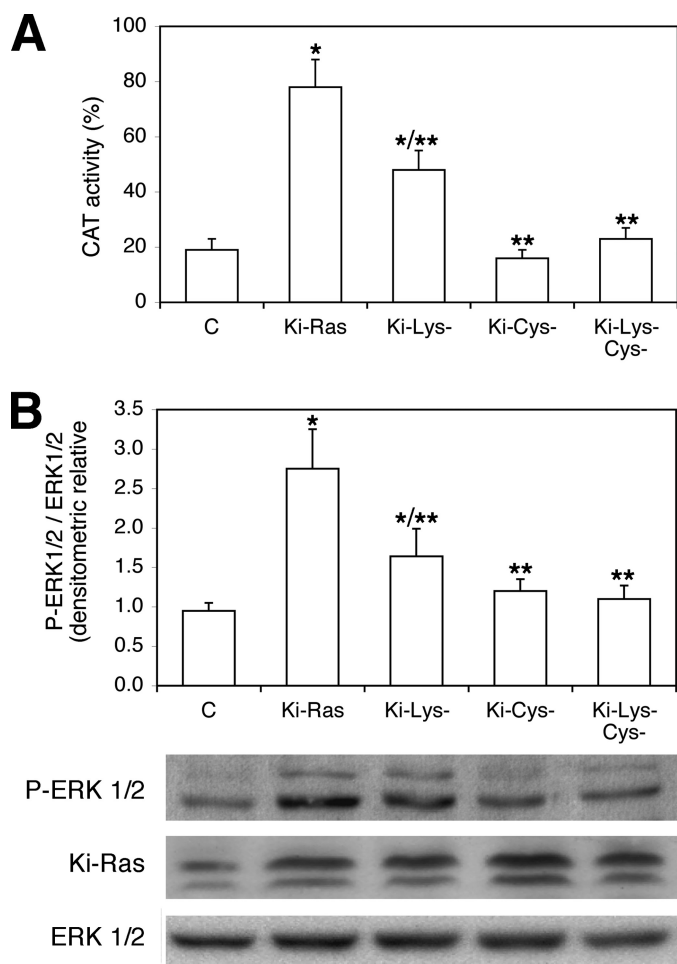 A
CAT activity (%)
100
80
60
40
20
0
*
*/**
**
**
C
Ki-Ras
Ki-Lys-
Ki-Cys-
Ki-Lys-
Cys-
B
P-ERK1/2 / ERK1/2
(densitometric relative
3.5
3.0
2.5
2.0
1.5
1.0
0.5
0.0
*
*/**
**
**
C
Ki-Ras
Ki-Lys-
Ki-Cys-
Ki-Lys-
Cys-
P-ERK 1/2
Ki-Ras
ERK 1/2